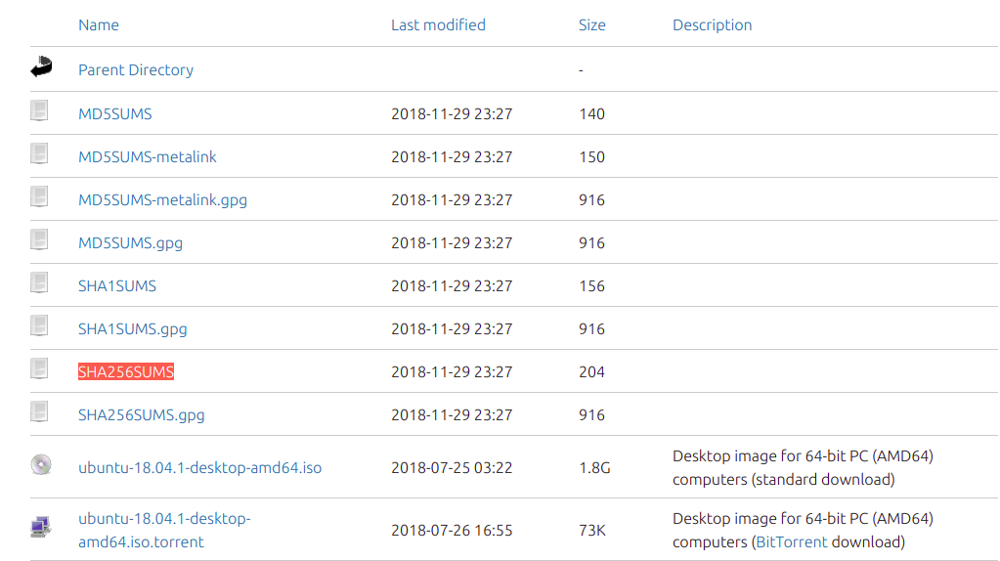 Name Last modified Size Description
Parent Directory -
MD5SUMS 2018-11-29 23:27 140
MD5SUMS-metalink 2018-11-29 23:27 150
MD5SUMS-metalink.gpg 2018-11-29 23:27 916
MD5SUMS.gpg 2018-11-29 23:27 916
SHA1SUMS 2018-11-29 23:27 156
SHA1SUMS.gpg 2018-11-29 23:27 916
SHA256SUMS 2018-11-29 23:27 204
SHA256SUMS.gpg 2018-11-29 23:27 916
ubuntu-18.04.1-desktop-amd64.iso 2018-07-25 03:22 1.8G Desktop image for 64-bit PC (AMD64)
computers (standard download)
ubuntu-18.04.1-desktop-
amd64.iso.torrent 2018-07-26 16:55 73K Desktop image for 64-bit PC (AMD64)
computers (BitTorrent download)